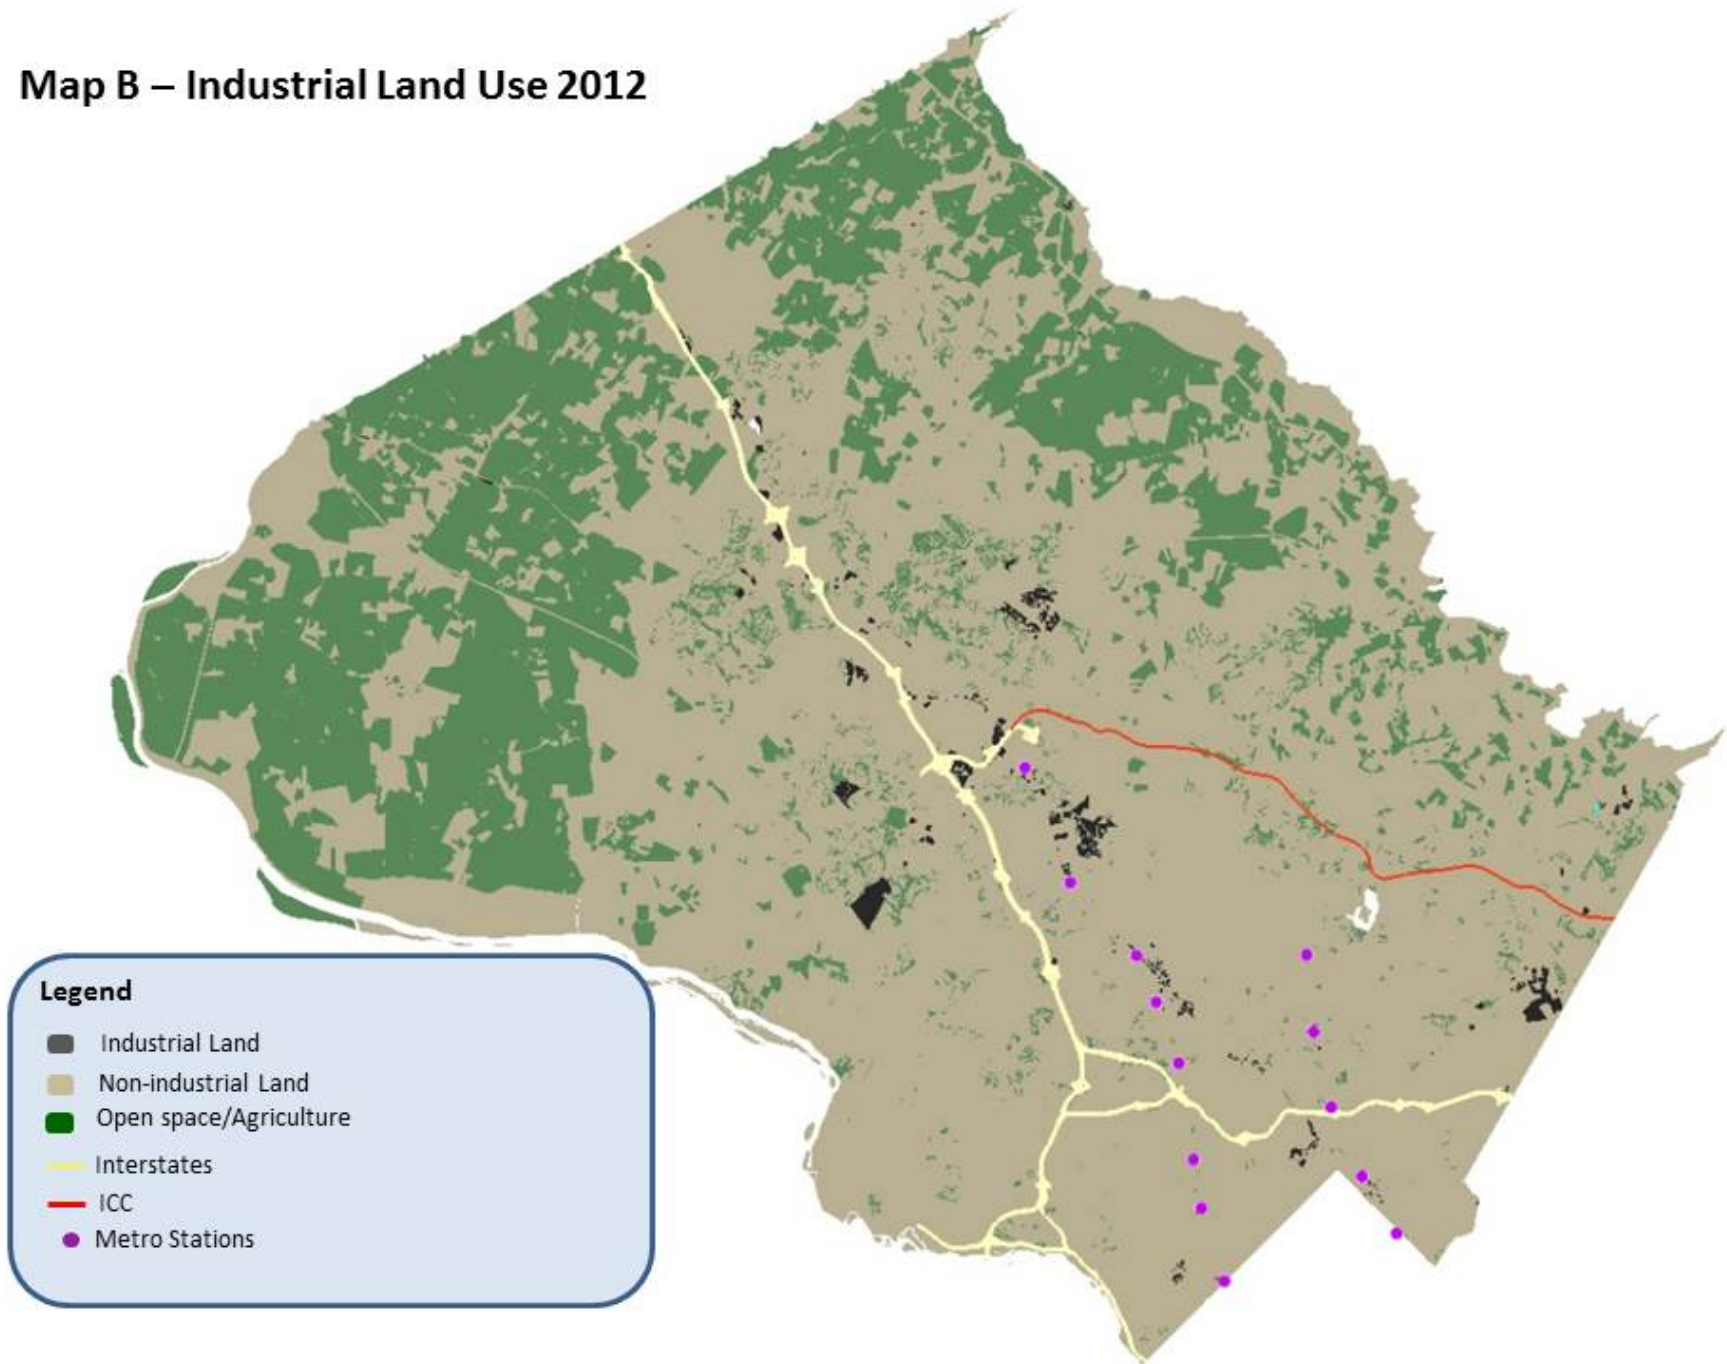 Map B – Industrial Land Use 2012
Legend
Industrial Land
Non-industrial Land
Open space/Agriculture
Interstates
ICC
Metro Stations